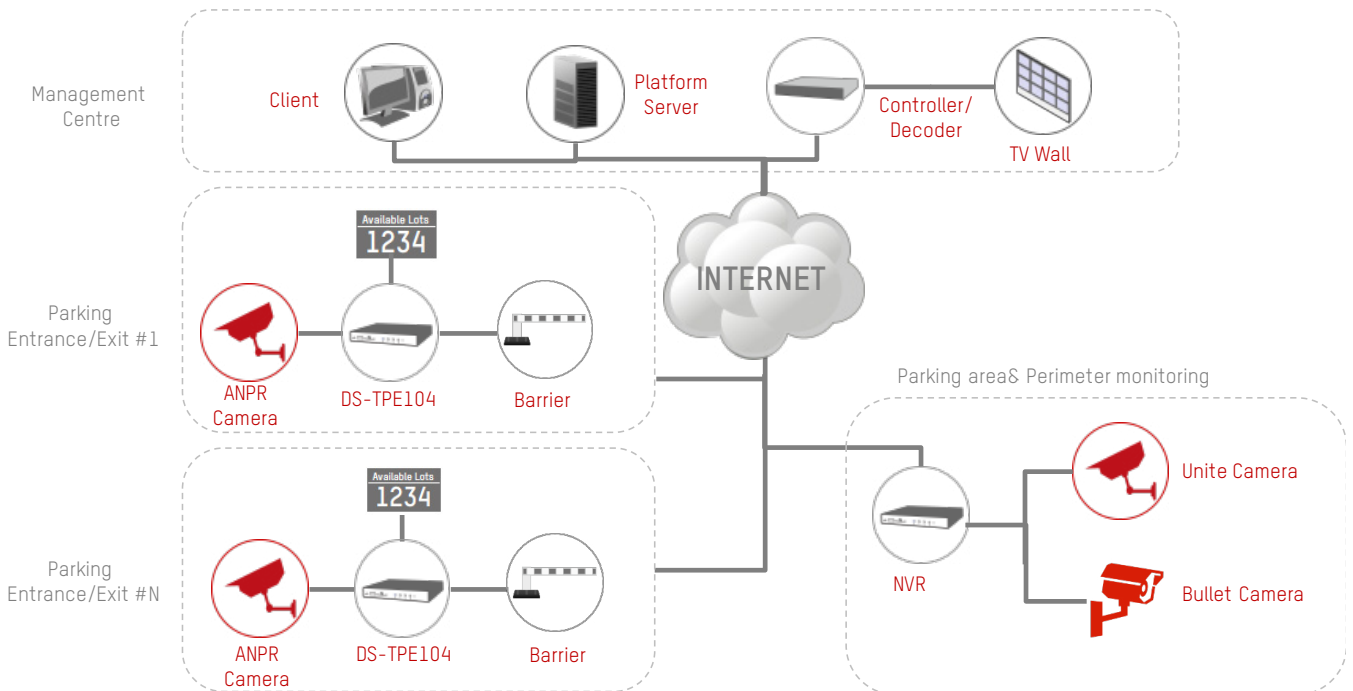 Management
Centre
Client
Platform
Server
Controller/
Decoder
TV Wall
INTERNET
Parking
Entrance/Exit #1
Available Lots
1234
ANPR
Camera
DS-TPE104
Barrier
Parking
Entrance/Exit #N
Available Lots
1234
ANPR
Camera
DS-TPE104
Barrier
Parking area& Perimeter monitoring
NVR
Unite Camera
Bullet Camera